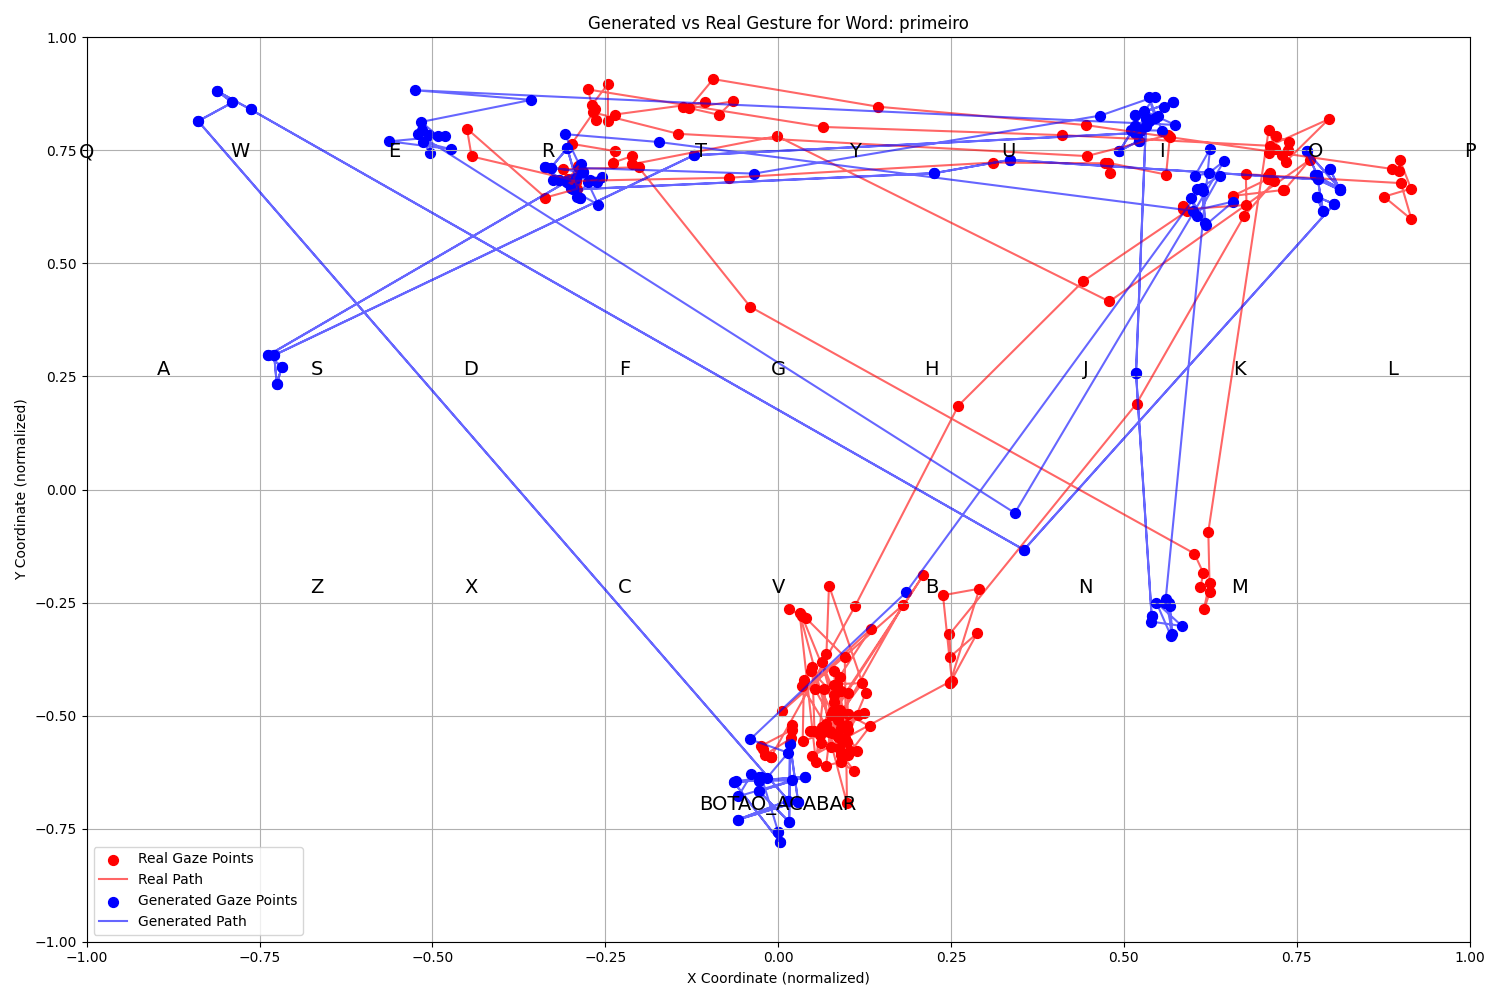 Generated vs Real Gesture for Word: primeiro
1.00
0.75
0.50
0.25
0.00
−0.25
−0.50
−0.75
−1.00
Y Coordinate (normalized)
Q W E R T Y U I O P
A S D F G H J K L
Z X C V B N M
BOTAO_ACABAR
Real Gaze Points
Real Path
Generated Gaze Points
Generated Path
−1.00 −0.75 −0.50 −0.25 0.00 0.25 0.50 0.75 1.00
X Coordinate (normalized)